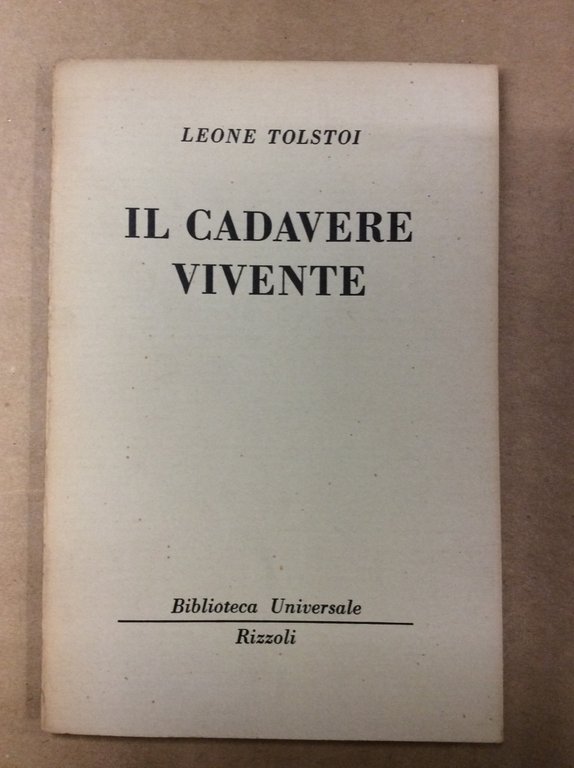 LEONE TOLSTOI
IL CADAVERE
VIVENTE
Biblioteca Universale
Rizzoli